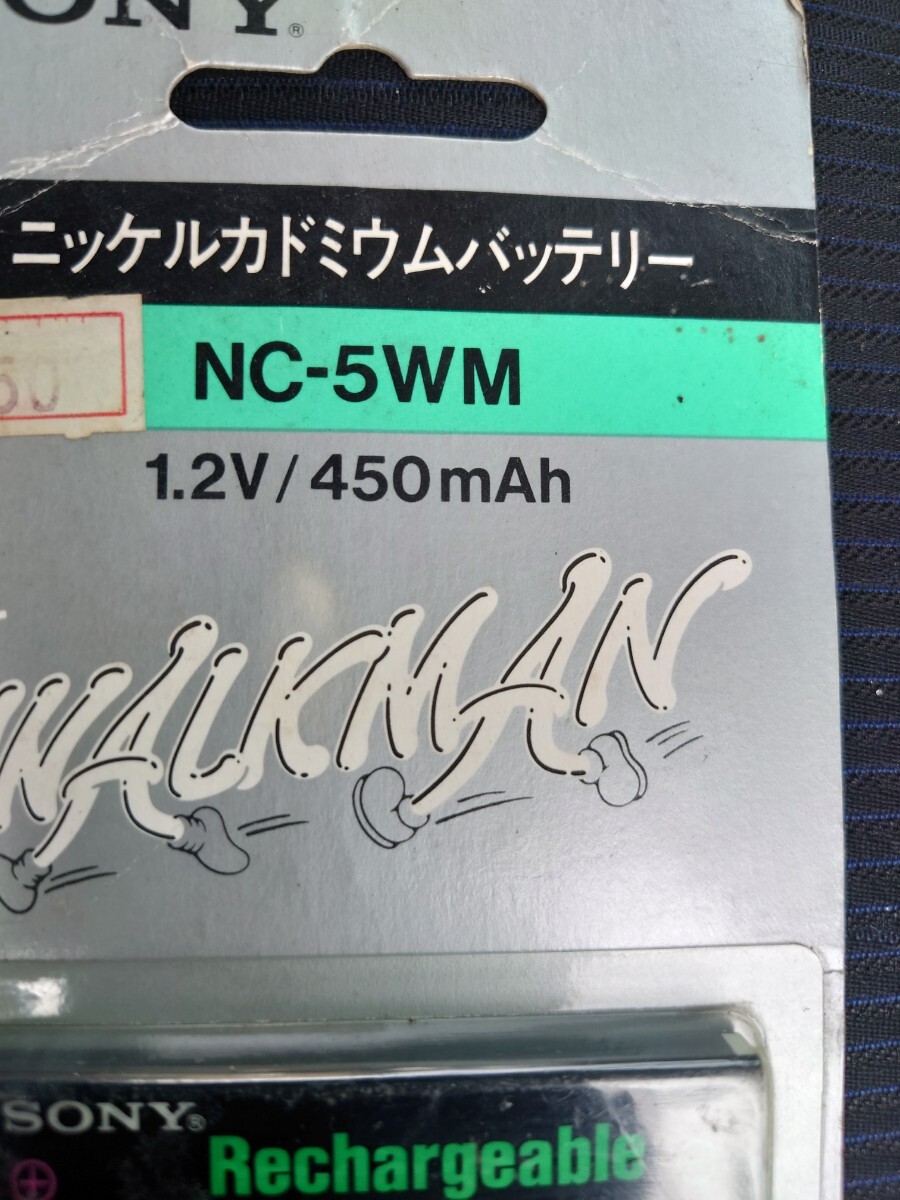 SONY®
ニッケルカドミウムバッテリー
50
NC-5WM
1.2V/450mAh
WALKMAN
SONY®
Rechargeable